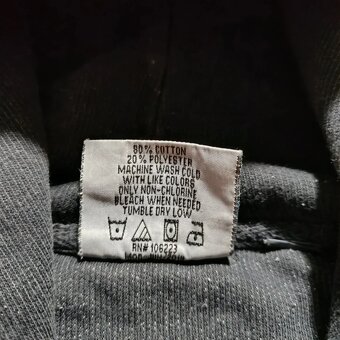 80% COTTON
20% POLYESTER
MACHINE WASH COLD
WITH LIKE COLORS
ONLY NON-CHLORINE
BLEACH WHEN NEEDED
TUMBLE DRY LOW
RN# 106223